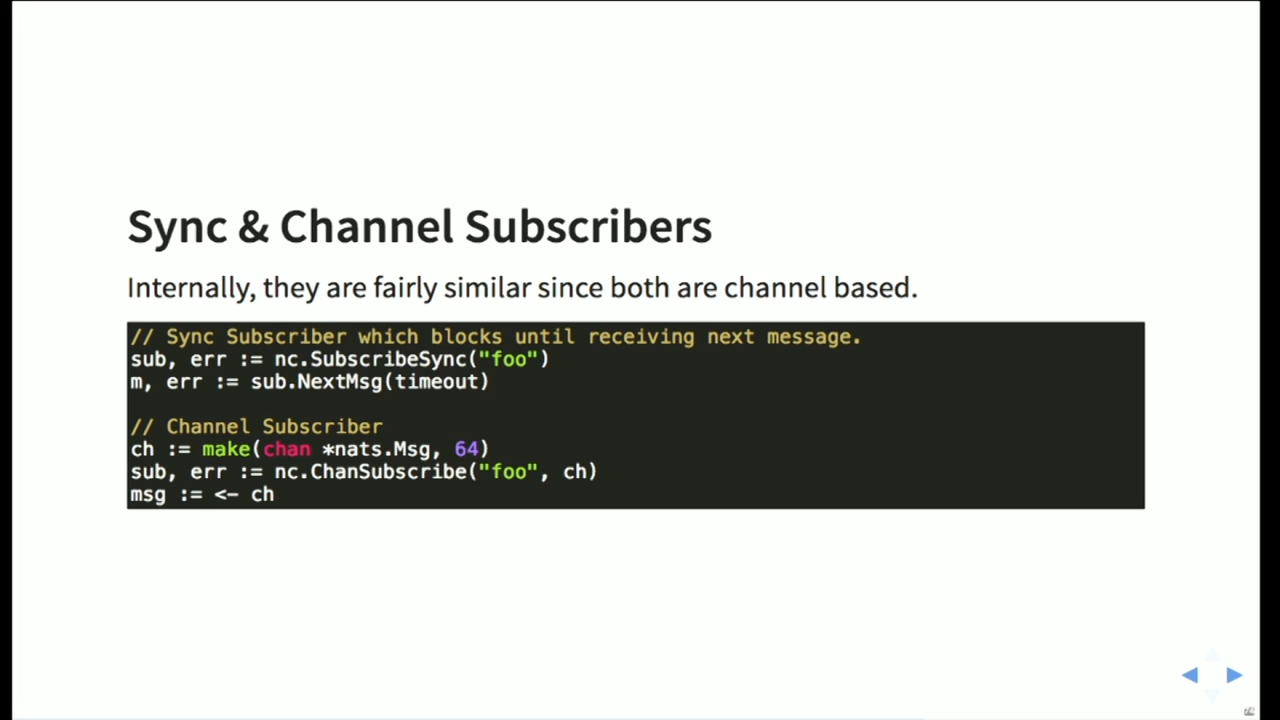 Sync & Channel Subscribers
Internally, they are fairly similar since both are channel based.
// Sync Subscriber which blocks until receiving next message.
sub, err := nc.SubscribeSync("foo")
m, err := sub.NextMsg(timeout)
// Channel Subscriber
ch := make(chan *nats.Msg, 64)
sub, err := nc.ChanSubscribe("foo", ch)
msg := <- ch